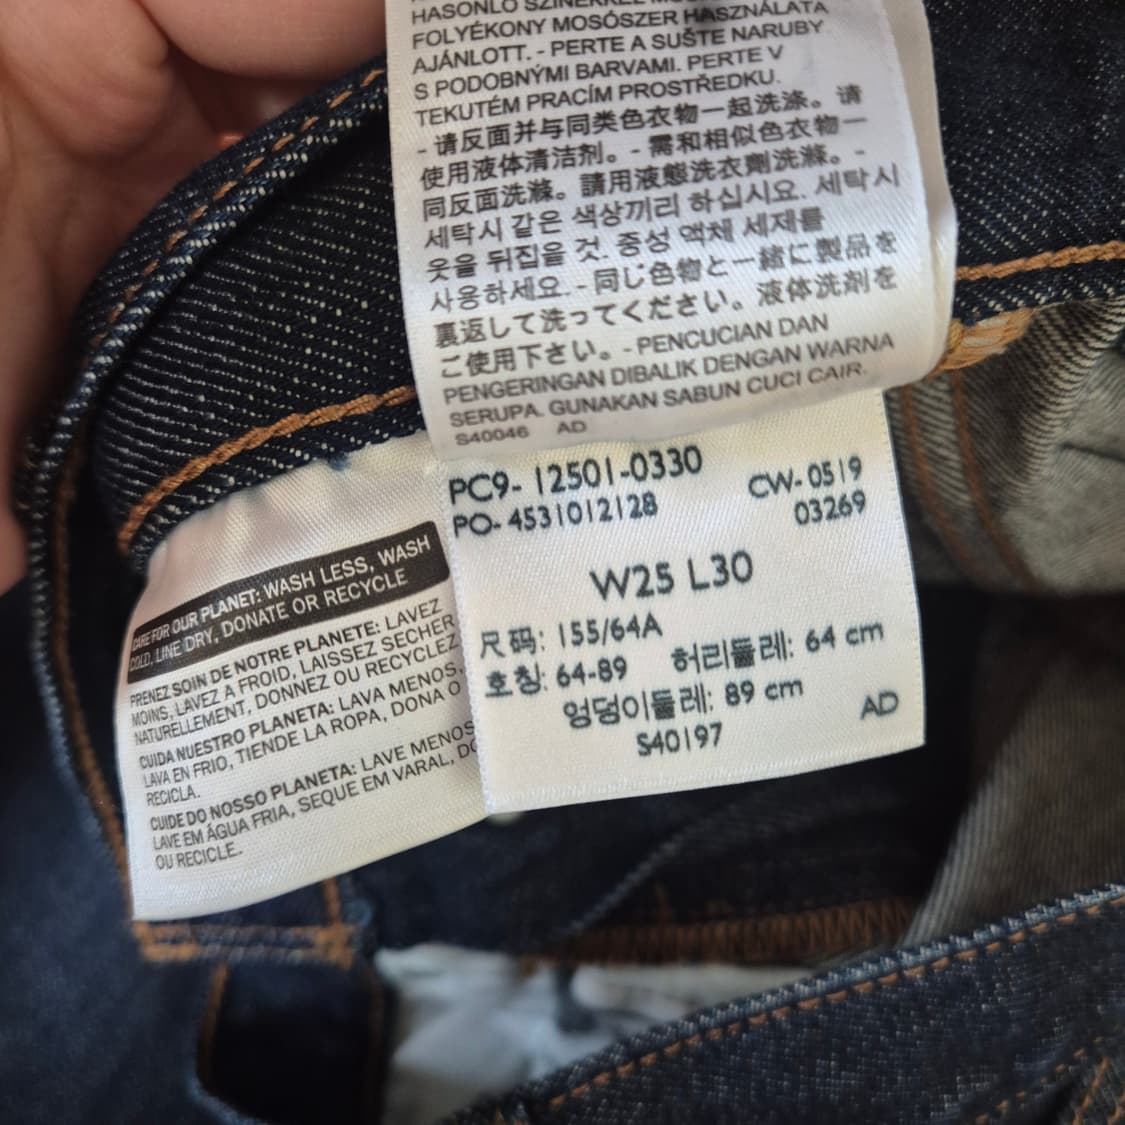 HASONLÓ SZÍNEKKEL
FOLYÉKONY MOSÓSZER HASZNÁLATA
AJÁNLOTT. - PERTE A SUŠTE NARUBY
S PODOBNÝMI BARVAMI. PERTE V
TEKUTÉM PRACÍM PROSTŘEDKU.
- 请反面并与同类色衣物一起洗涤。请
使用液体清洁剂。- 需和相似色衣物一
同反面洗滌。請用液態洗衣劑洗滌。-
세탁시 같은 색상끼리 하십시요. 세탁시
옷을 뒤집을 것. 중성 액체 세제를
사용하세요. - 同じ色物と一緒に製品を
裏返して洗ってください。液体洗剤を
ご使用下さい。- PENCUCIAN DAN
PENGERINGAN DIBALIK DENGAN WARNA
SERUPA. GUNAKAN SABUN CUCI CAIR.
S40046 AD
PC9- 12501-0330 CW- 0519
PO- 4531012128 03269
W25 L30
尺码: 155/64A
호칭: 64-89 허리둘레: 64 cm
엉덩이둘레: 89 cm
S40197 AD
CARE FOR OUR PLANET: WASH LESS, WASH
COLD, LINE DRY, DONATE OR RECYCLE
PRENEZ SOIN DE NOTRE PLANETE: LAVEZ
MOINS, LAVEZ A FROID, LAISSEZ SECHER
NATURELLEMENT, DONNEZ OU RECYCLEZ
CUIDA NUESTRO PLANETA: LAVA MENOS,
LAVA EN FRIO, TIENDE LA ROPA, DONA O
RECICLA.
CUIDE DO NOSSO PLANETA: LAVE MENOS
LAVE EM ÁGUA FRIA, SEQUE EM VARAL,
OU RECICLE.